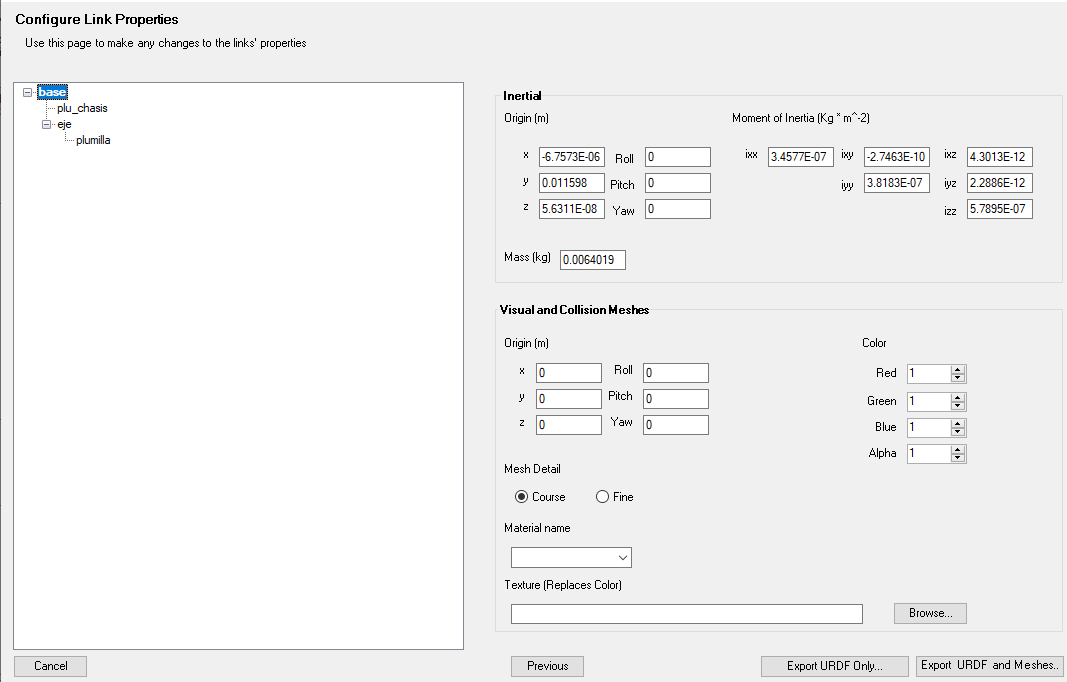 Configure Link Properties
Use this page to make any changes to the links' properties
base
plu_chasis
eje
plumilla
Inertial
Origin (m)
Moment of Inertia (Kg * m^-2)
x -6.7573E-06 Roll 0 ixx 3.4577E-07 ixy -2.7463E-10 ixz 4.3013E-12
y 0.011598 Pitch 0 iyy 3.8183E-07 iyz 2.2886E-12
z 5.6311E-08 Yaw 0 izz 5.7895E-07
Mass (kg) 0.0064019
Visual and Collision Meshes
Origin (m)
Color
x 0 Roll 0 Red 1
y 0 Pitch 0 Green 1
z 0 Yaw 0 Blue 1
Alpha 1
Mesh Detail
Course Fine
Material name
Texture (Replaces Color)
Browse...
Cancel Previous Export URDF Only... Export URDF and Meshes..